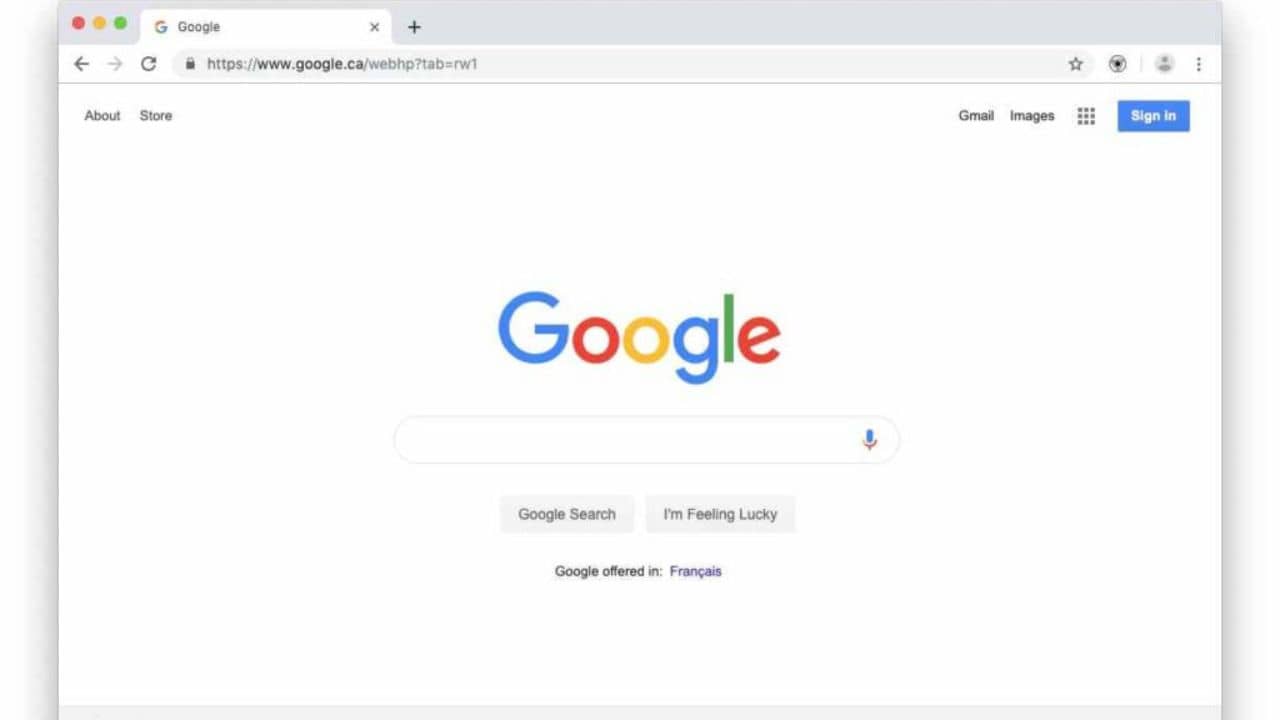 Google
https://www.google.ca/webhp?tab=rw1
About Store Gmail Images Sign in
Google
Google Search I'm Feeling Lucky
Google offered in: Français